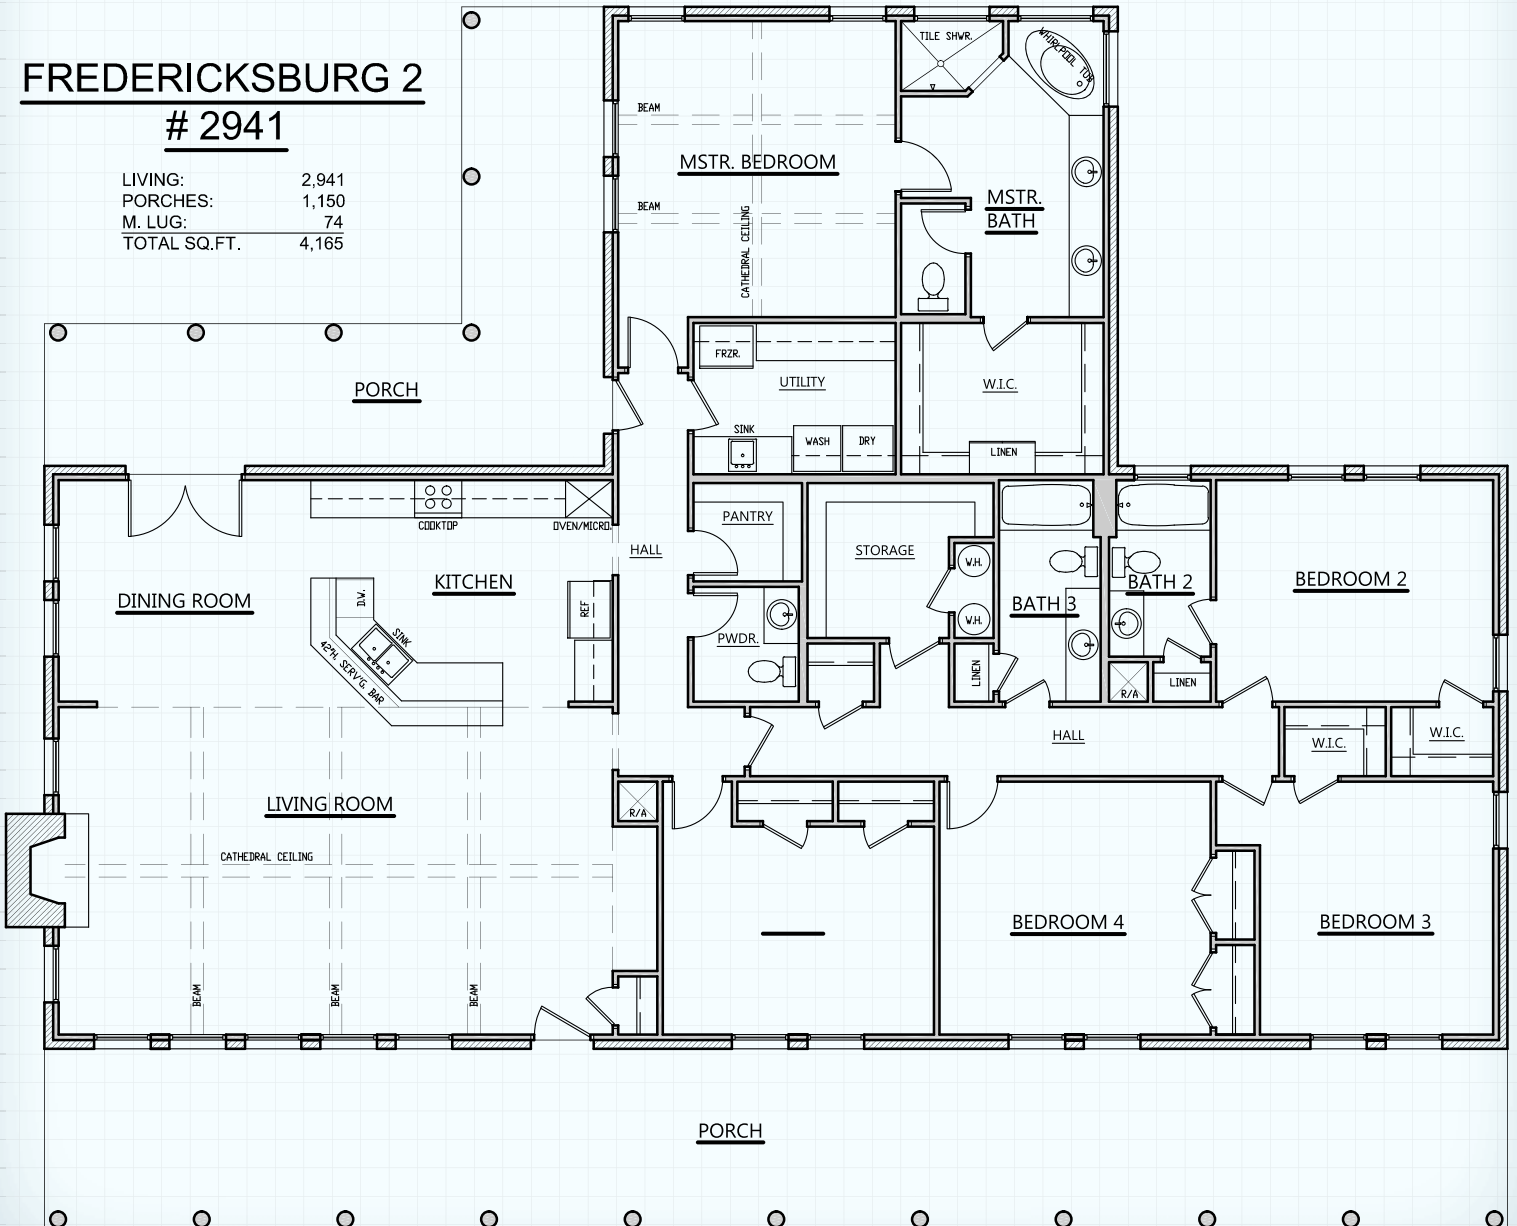 FREDERICKSBURG 2
# 2941
LIVING: 2,941
PORCHES: 1,150
M. LUG: 74
TOTAL SQ.FT. 4,165
TILE SHWR.
WHIRLPOOL TUB
BEAM
MSTR. BEDROOM
MSTR.
BATH
BEAM
CATHEDRAL CEILING
FRZR.
UTILITY
W.I.C.
PORCH
SINK
WASH
DRY
LINEN
COOKTOP
OVEN/MICRO.
PANTRY
HALL
STORAGE
W.H.
W.H.
KITCHEN
DINING ROOM
D.W.
SINK
42"H. SERV'G. BAR
REF
PWDR.
BATH 3
BATH 2
BEDROOM 2
LINEN
R/A
LINEN
HALL
W.I.C.
W.I.C.
LIVING ROOM
R/A
CATHEDRAL CEILING
BEDROOM 4
BEDROOM 3
BEAM
BEAM
BEAM
PORCH